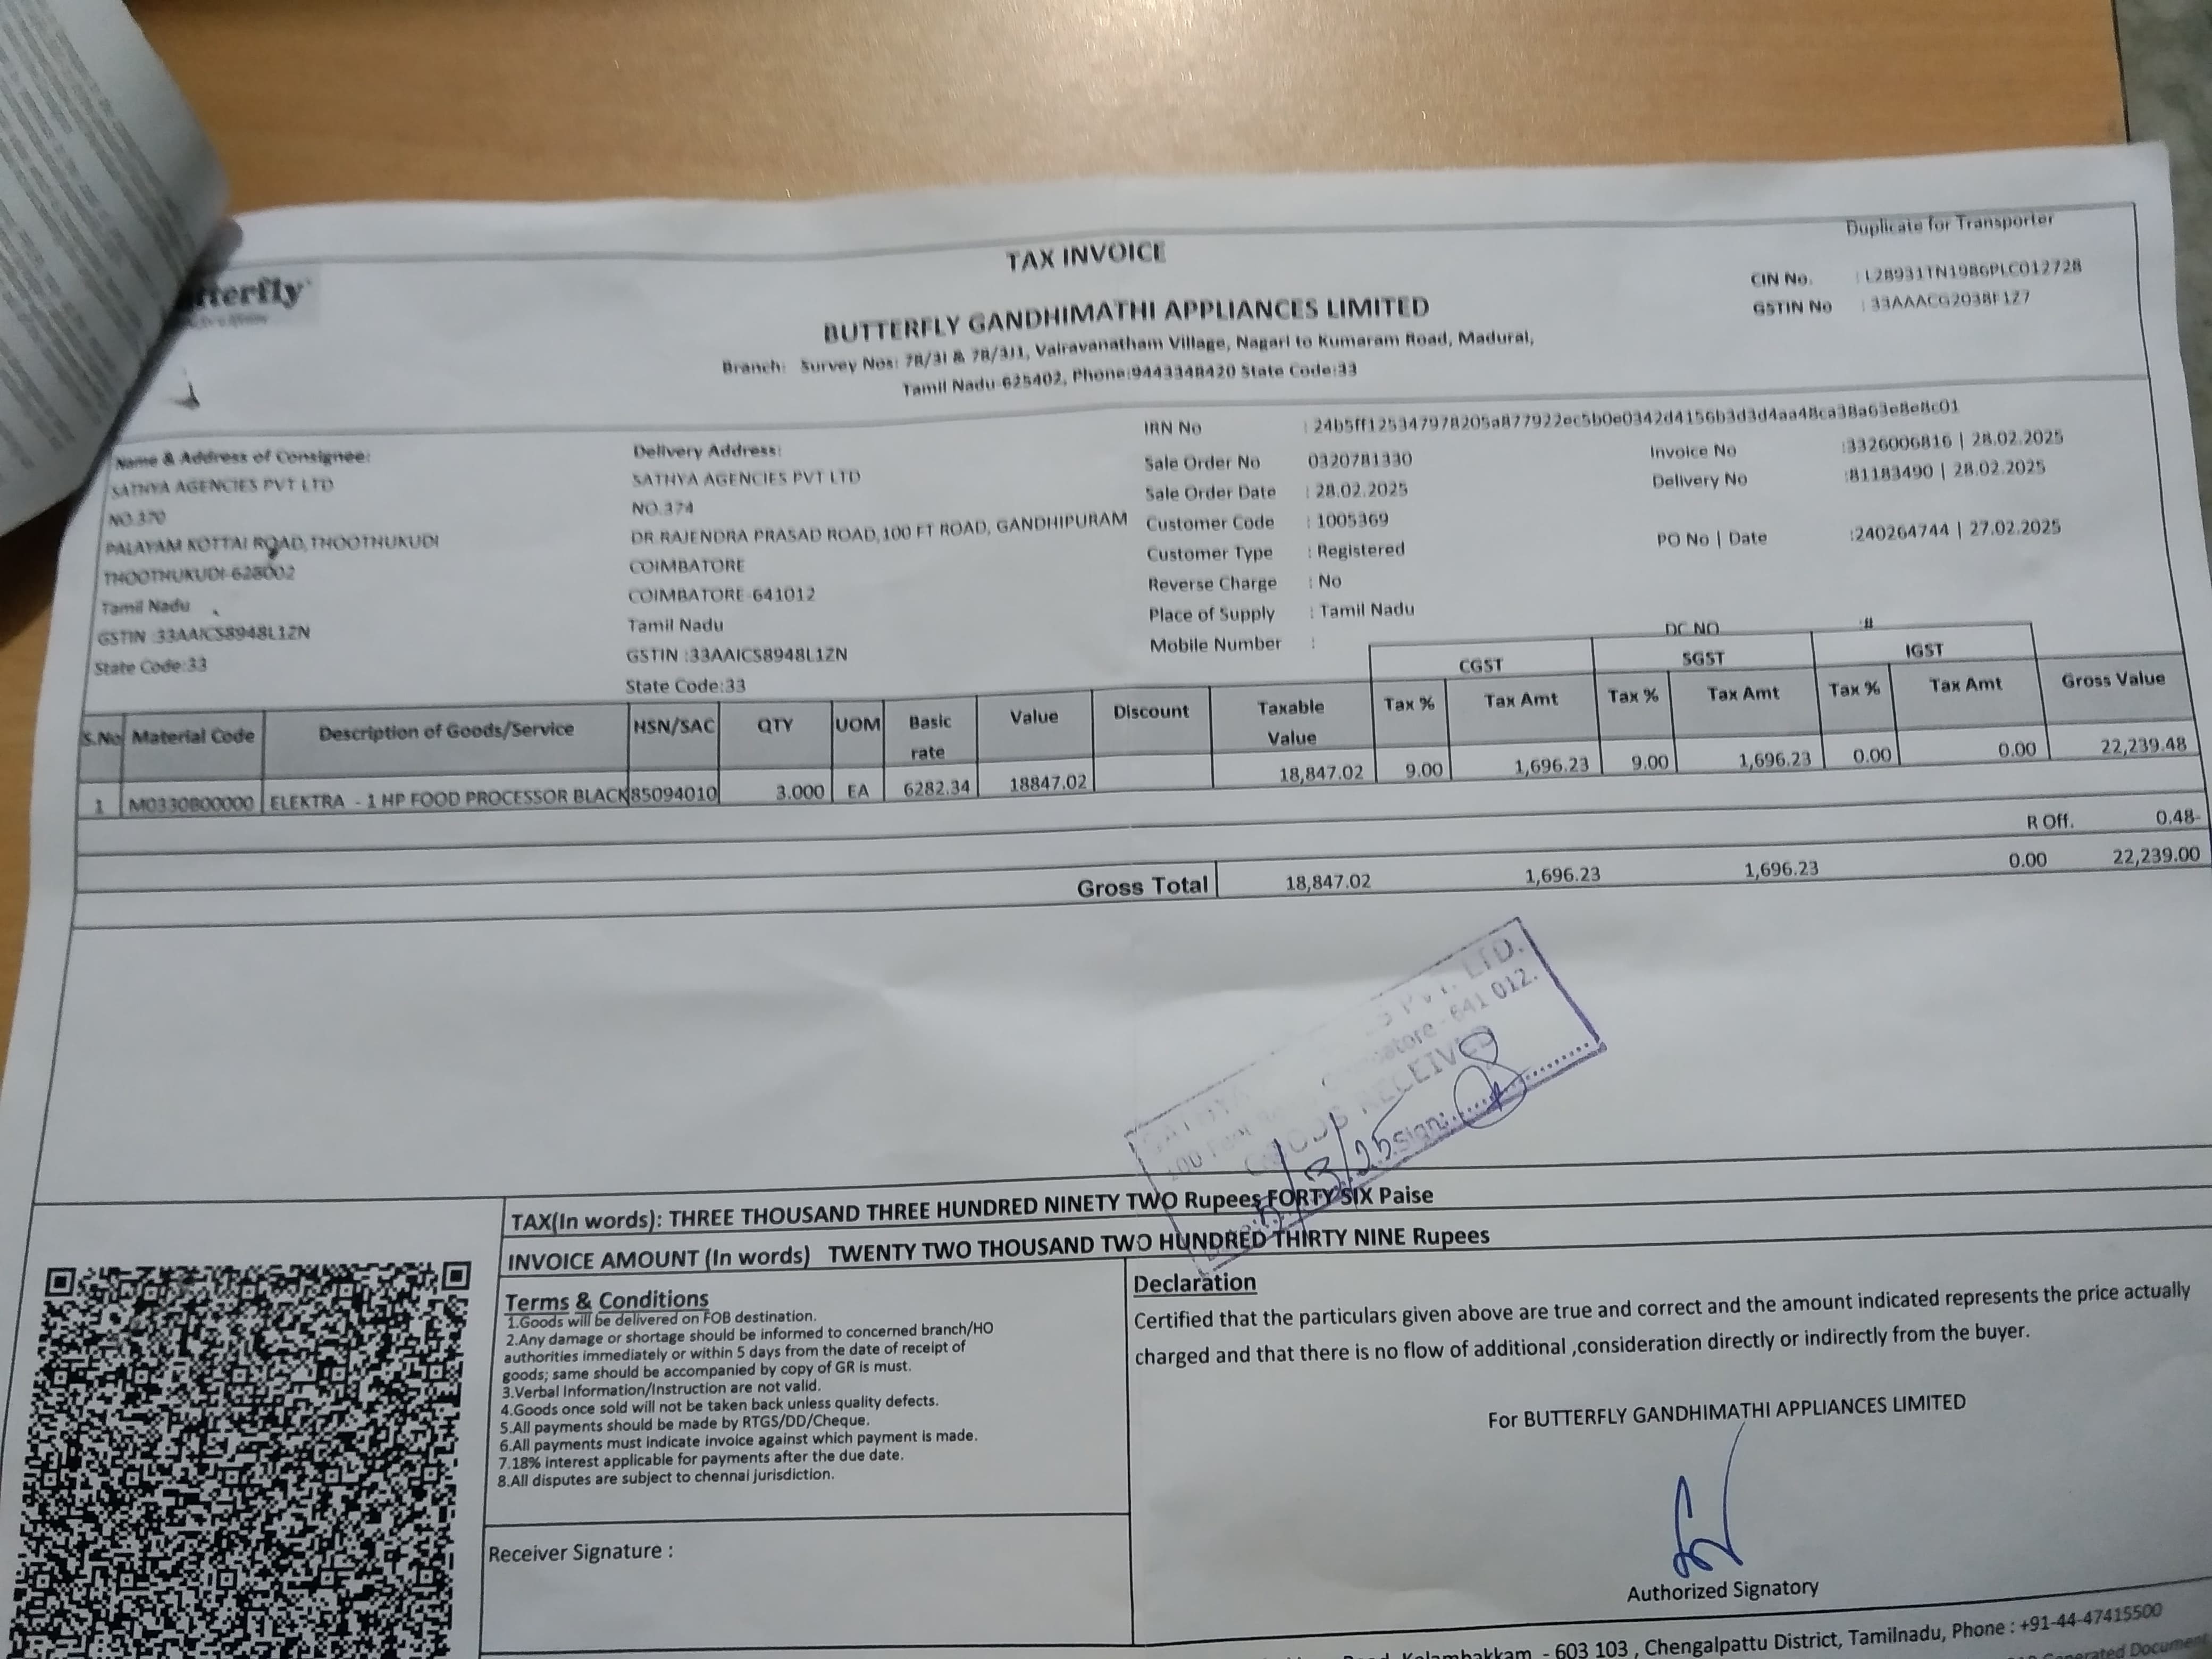 Duplicate for Transporter
TAX INVOICE
terfly
CIN No. : L28931TN1986PLC012728
GSTIN No : 33AAACG2038F1Z7
BUTTERFLY GANDHIMATHI APPLIANCES LIMITED
Branch: Survey Nos: 78/3I & 78/3J1, Vairavanatham Village, Nagari to Kumaram Road, Madurai,
Tamil Nadu-625402, Phone:9443348420 State Code:33
Name & Address of Consignee:
SATHYA AGENCIES PVT LTD
NO.370
PALAYAM KOTTAI ROAD,THOOTHUKUDI
THOOTHUKUDI-628002
Tamil Nadu
GSTIN :33AAICS8948L1ZN
State Code:33
Delivery Address:
SATHYA AGENCIES PVT LTD
NO.374
DR RAJENDRA PRASAD ROAD,100 FT ROAD, GANDHIPURAM
COIMBATORE
COIMBATORE-641012
Tamil Nadu
GSTIN :33AAICS8948L1ZN
State Code:33
IRN No : 24b5ff125347978205a877922ec5b0e0342d4156b3d3d4aa48ca38a63e8e8c01
Sale Order No 0320781330
Sale Order Date : 28.02.2025
Customer Code : 1005369
Customer Type : Registered
Reverse Charge : No
Place of Supply : Tamil Nadu
Mobile Number :
Invoice No :3326006816 | 28.02.2025
Delivery No :81183490 | 28.02.2025
PO No | Date :240264744 | 27.02.2025
DC NO :#
CGST SGST IGST
S.No Material Code Description of Goods/Service HSN/SAC QTY UOM Basic rate Value Discount Taxable Value Tax % Tax Amt Tax % Tax Amt Tax % Tax Amt Gross Value
1 M0330B00000 ELEKTRA - 1 HP FOOD PROCESSOR BLACK 85094010 3.000 EA 6282.34 18847.02 18,847.02 9.00 1,696.23 9.00 1,696.23 0.00 0.00 22,239.48
R Off. 0.48-
Gross Total 18,847.02 1,696.23 1,696.23 0.00 22,239.00
PVT. LTD.
641 012.
GOODS RECEIVED
3/25 Sign:
TAX(In words): THREE THOUSAND THREE HUNDRED NINETY TWO Rupees FORTY SIX Paise
INVOICE AMOUNT (In words) TWENTY TWO THOUSAND TWO HUNDRED THIRTY NINE Rupees
Terms & Conditions
1.Goods will be delivered on FOB destination.
2.Any damage or shortage should be informed to concerned branch/HO
authorities immediately or within 5 days from the date of receipt of
goods; same should be accompanied by copy of GR is must.
3.Verbal Information/Instruction are not valid.
4.Goods once sold will not be taken back unless quality defects.
5.All payments should be made by RTGS/DD/Cheque.
6.All payments must indicate invoice against which payment is made.
7.18% interest applicable for payments after the due date.
8.All disputes are subject to chennai jurisdiction.
Receiver Signature :
Declaration
Certified that the particulars given above are true and correct and the amount indicated represents the price actually
charged and that there is no flow of additional ,consideration directly or indirectly from the buyer.
For BUTTERFLY GANDHIMATHI APPLIANCES LIMITED
Authorized Signatory
Kelambakkam - 603 103 , Chengalpattu District, Tamilnadu, Phone : +91-44-47415500
Generated Document